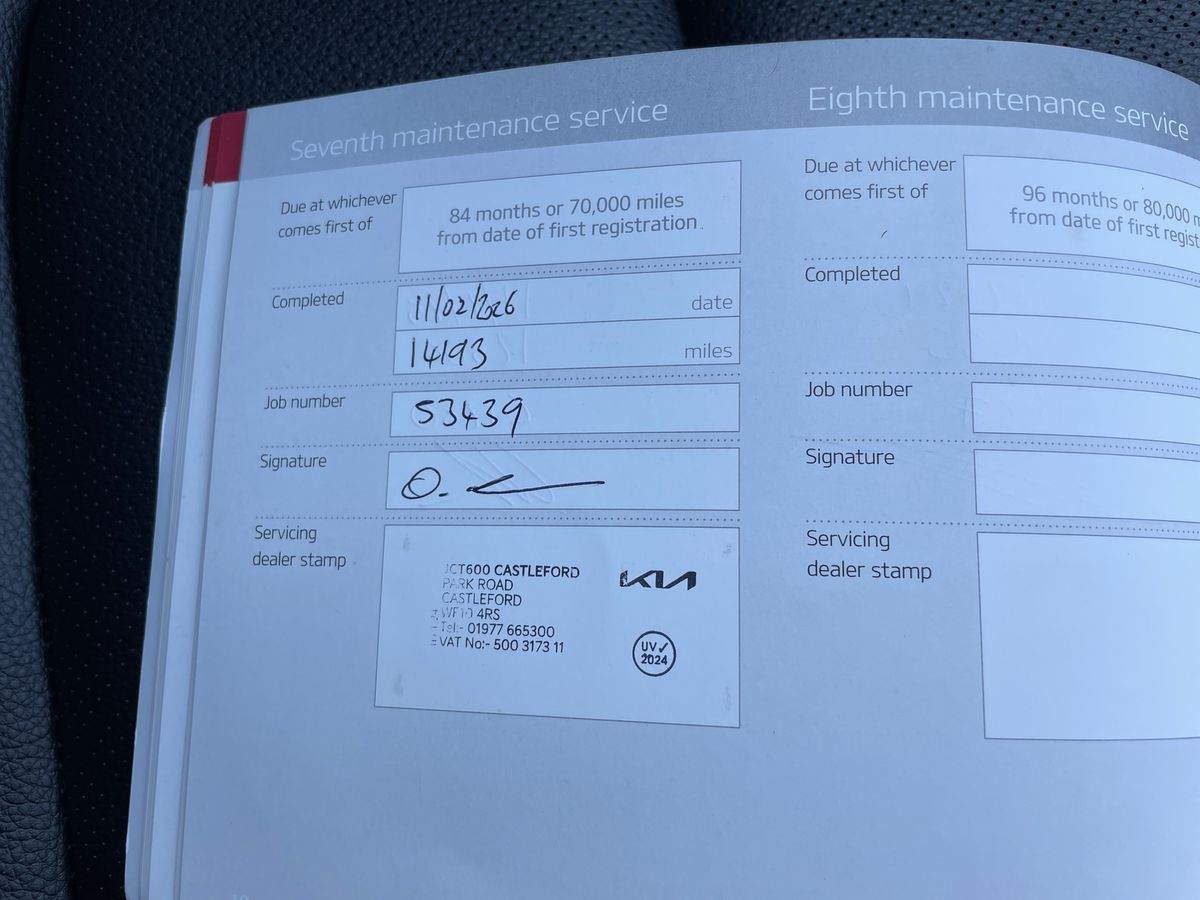 Seventh maintenance service
Due at whichever
comes first of
84 months or 70,000 miles
from date of first registration.
Completed
11/02/2026
date
14193
miles
Job number
53439
Signature
Servicing
dealer stamp
JCT600 CASTLEFORD
PARK ROAD
CASTLEFORD
WF10 4RS
Tel:- 01977 665300
VAT No:- 500 3173 11
KIA
UV✓
2024
Eighth maintenance service
Due at whichever
comes first of
96 months or 80,000 m
from date of first regist
Completed
Job number
Signature
Servicing
dealer stamp